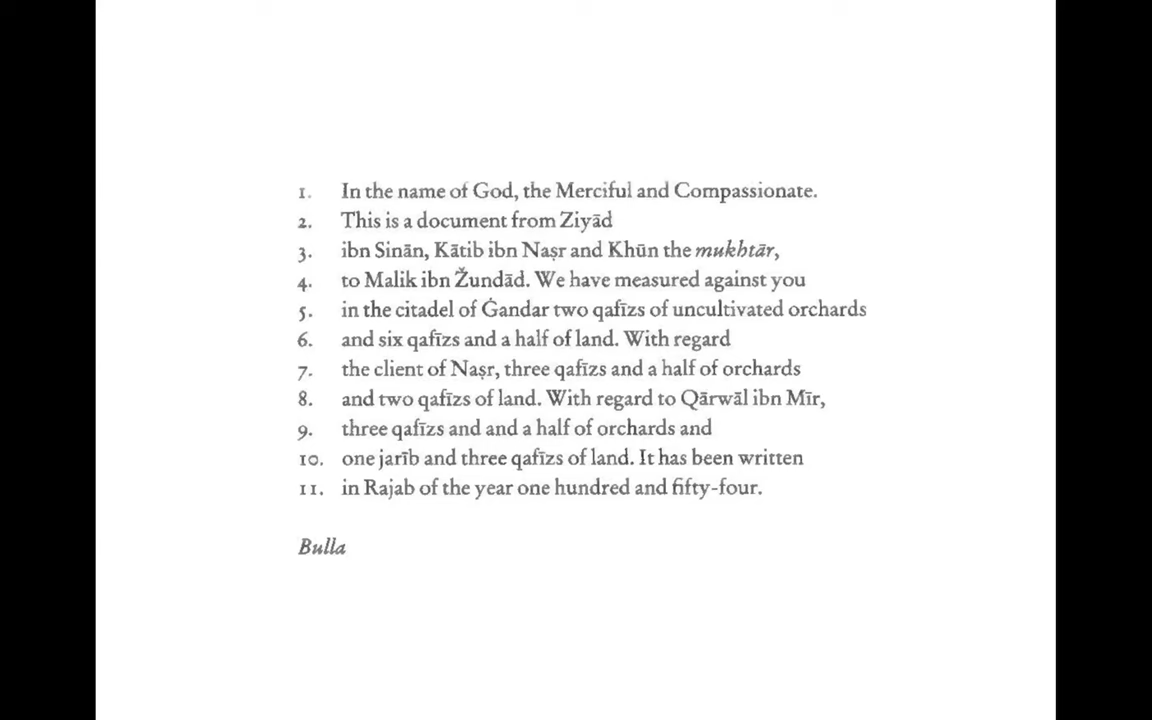 1. In the name of God, the Merciful and Compassionate.
2. This is a document from Ziyād
3. ibn Sinān, Kātib ibn Naṣr and Khūn the mukhtār,
4. to Malik ibn Žundād. We have measured against you
5. in the citadel of Ġandar two qafīzs of uncultivated orchards
6. and six qafīzs and a half of land. With regard
7. the client of Naṣr, three qafīzs and a half of orchards
8. and two qafīzs of land. With regard to Qārwāl ibn Mīr,
9. three qafīzs and and a half of orchards and
10. one jarīb and three qafīzs of land. It has been written
11. in Rajab of the year one hundred and fifty-four.
Bulla